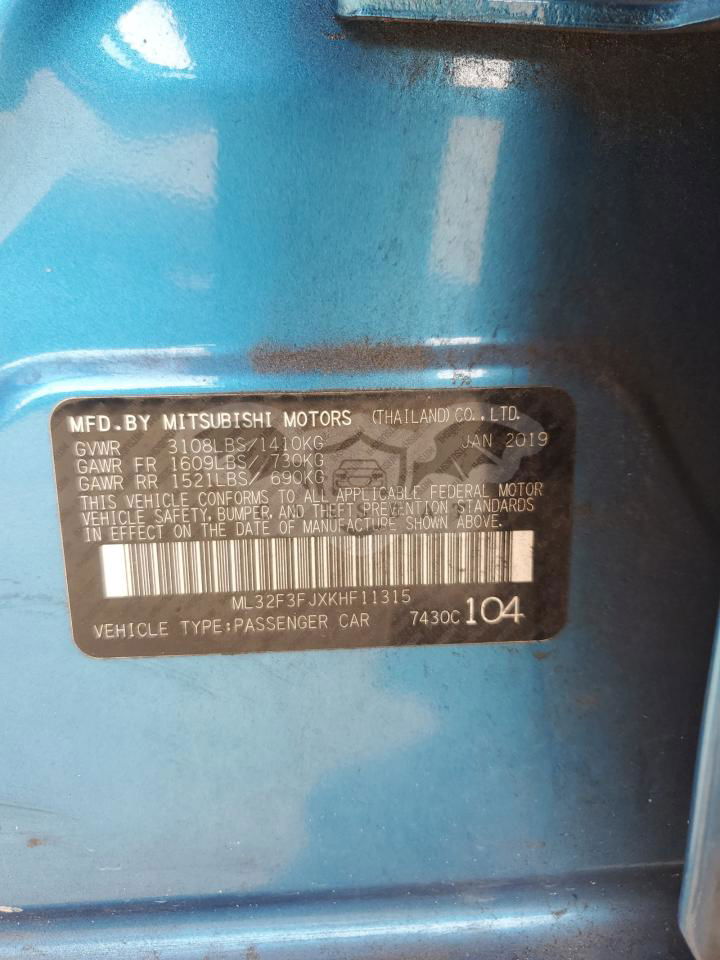 MFD.BY MITSUBISHI MOTORS (THAILAND)CO.,LTD.
GVWR 3108LBS/1410KG JAN 2019
GAWR FR 1609LBS/ 730KG
GAWR RR 1521LBS/ 690KG
THIS VEHICLE CONFORMS TO ALL APPLICABLE FEDERAL MOTOR
VEHICLE SAFETY, BUMPER, AND THEFT PREVENTION STANDARDS
IN EFFECT ON THE DATE OF MANUFACTURE SHOWN ABOVE.
ML32F3FJXKHF11315
VEHICLE TYPE:PASSENGER CAR 7430C 104